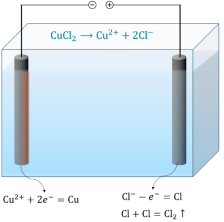 ⊖ ⊕
CuCl₂ ⟶ Cu²⁺ + 2Cl⁻
Cu²⁺ + 2e⁻ = Cu
Cl⁻ − e⁻ = Cl
Cl + Cl = Cl₂ ↑